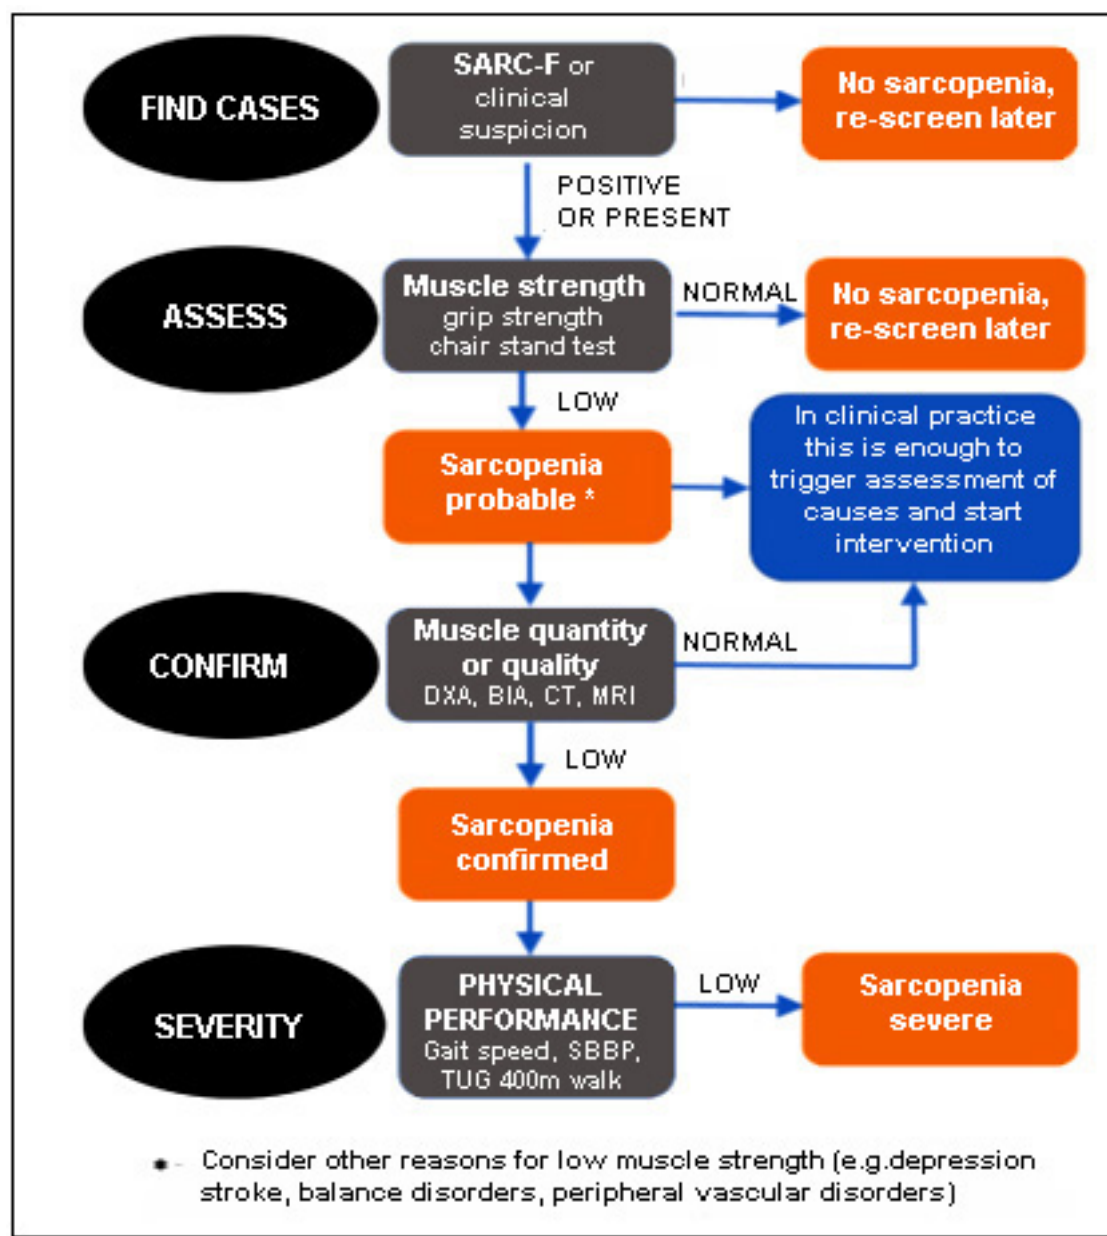 FIND CASES
SARC-F or
clinical
suspicion
No sarcopenia,
re-screen later
POSITIVE
OR PRESENT
ASSESS
Muscle strength
grip strength
chair stand test
NORMAL
No sarcopenia,
re-screen later
LOW
Sarcopenia
probable *
In clinical practice
this is enough to
trigger assessment of
causes and start
intervention
CONFIRM
Muscle quantity
or quality
DXA, BIA, CT, MRI
NORMAL
LOW
Sarcopenia
confirmed
SEVERITY
PHYSICAL
PERFORMANCE
Gait speed, SBBP,
TUG 400m walk
LOW
Sarcopenia
severe
* - Consider other reasons for low muscle strength (e.g.depression
stroke, balance disorders, peripheral vascular disorders)